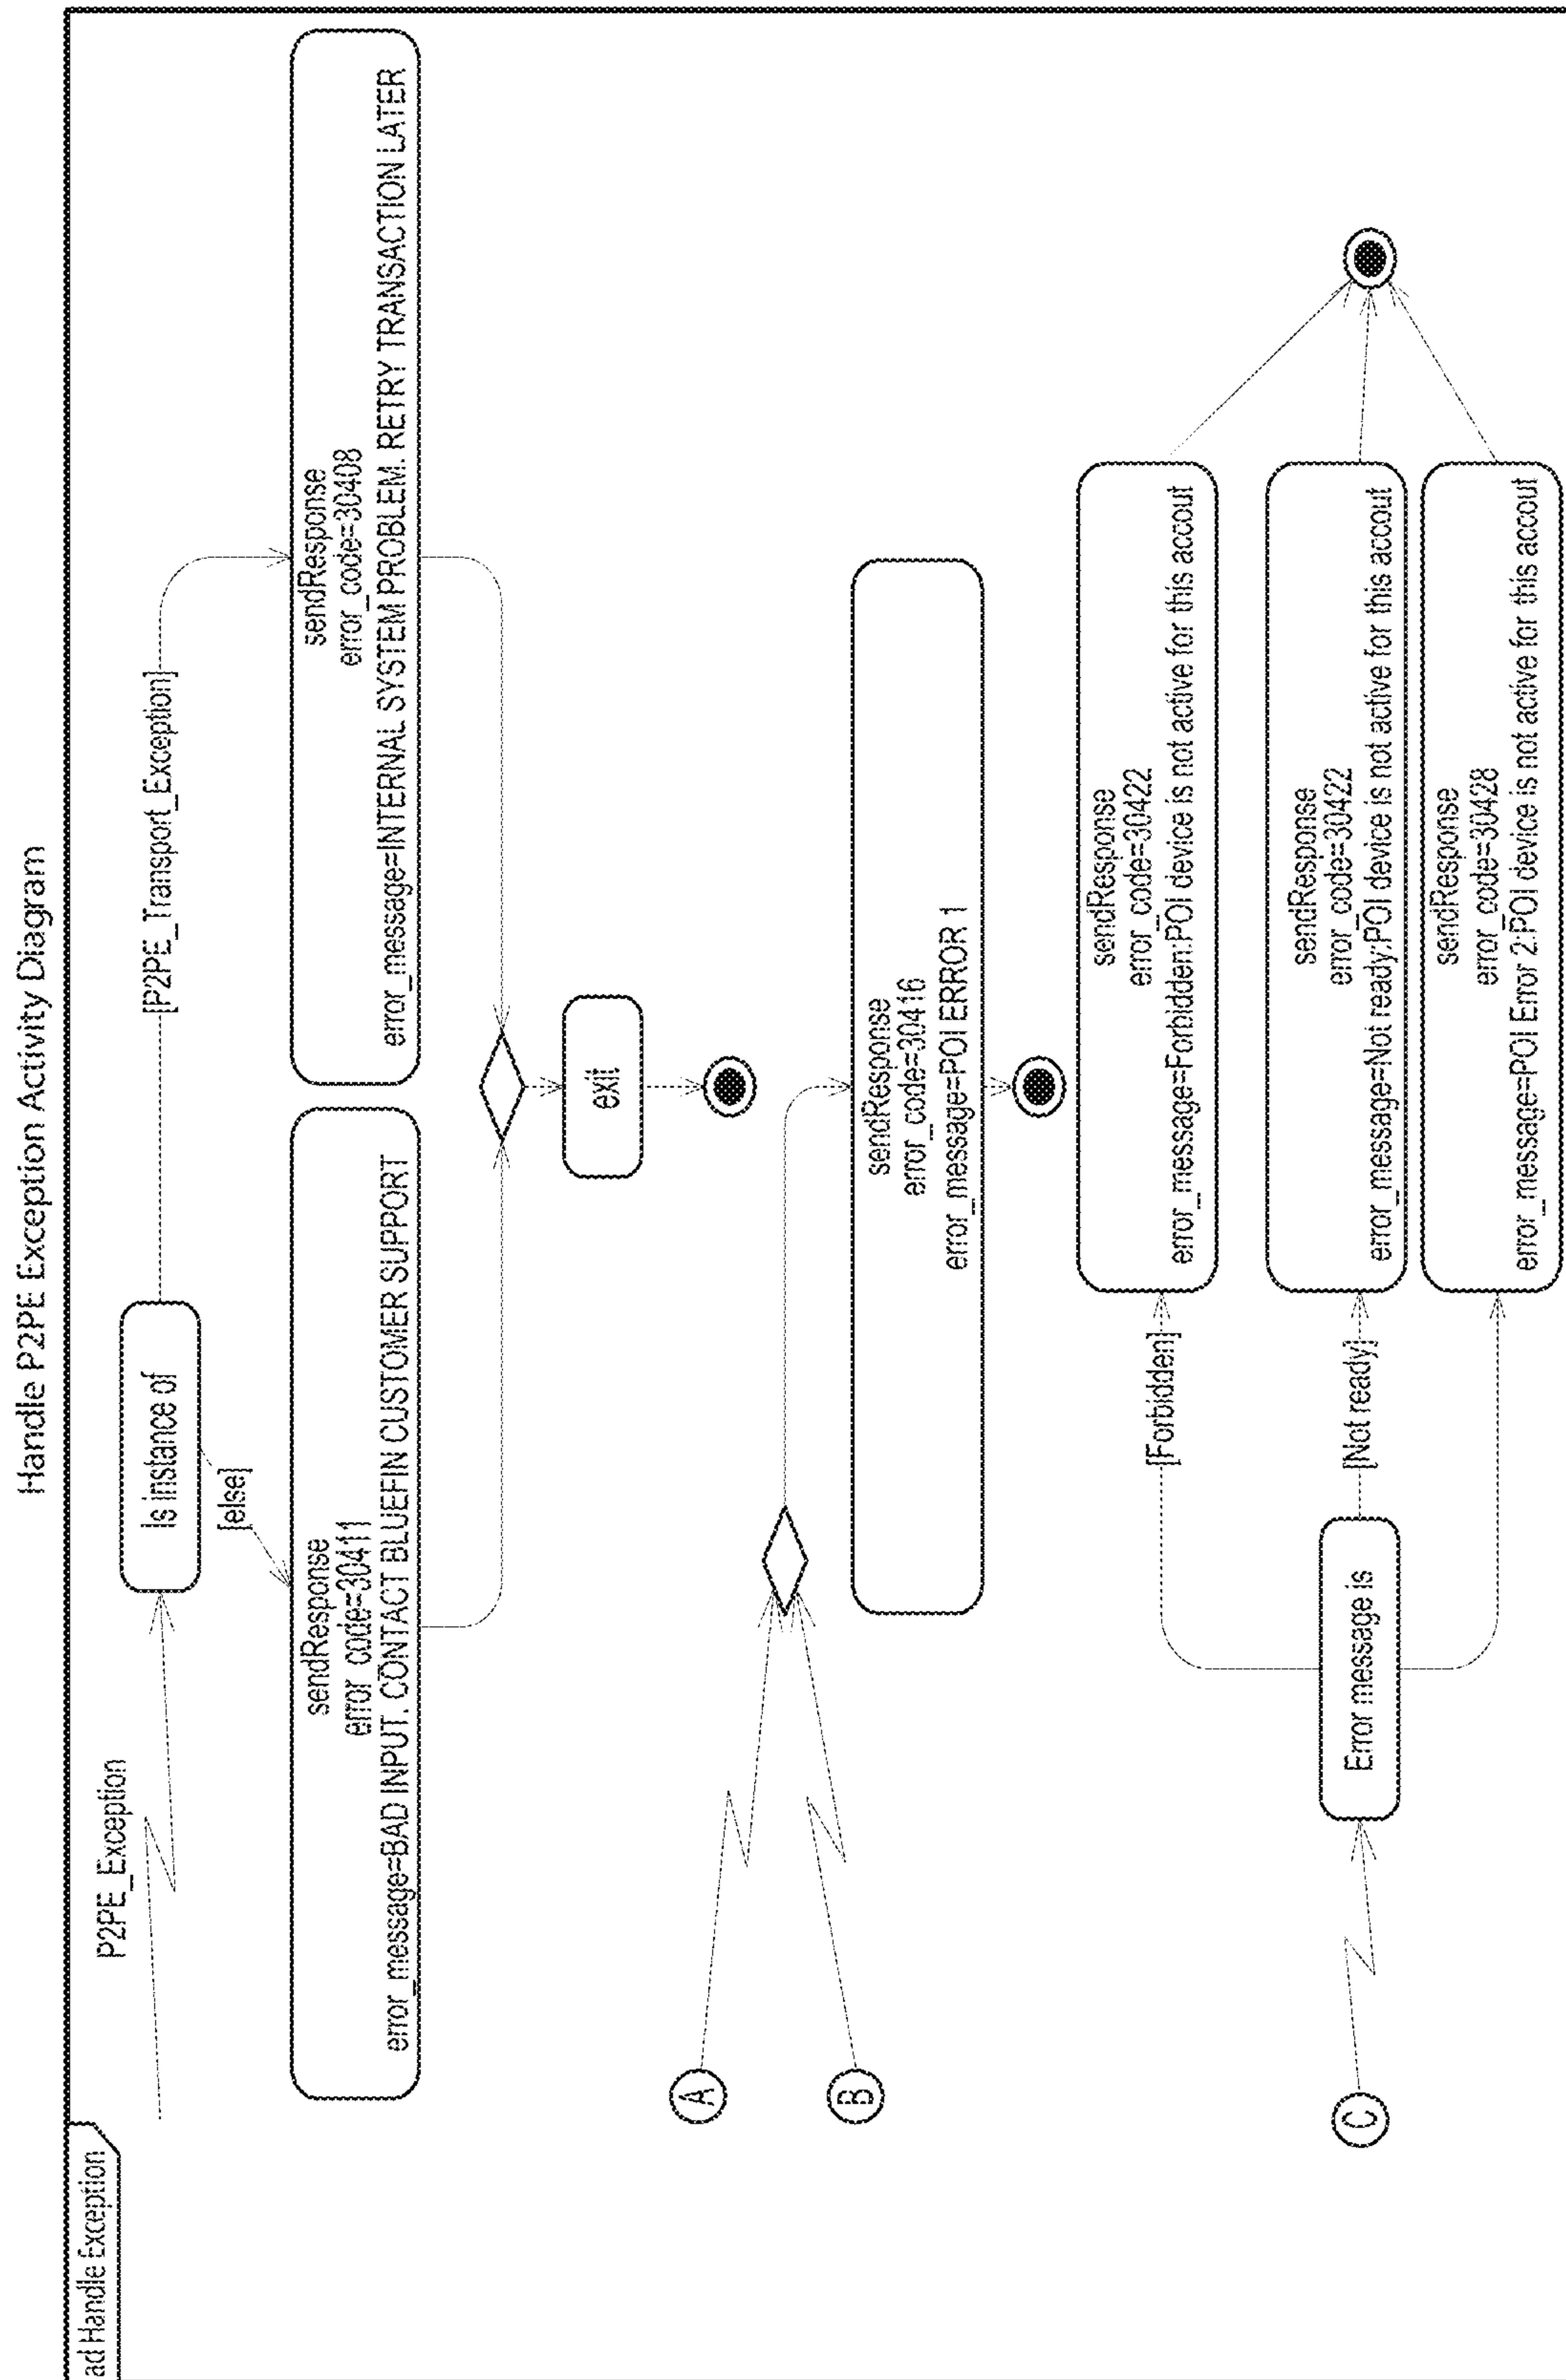 Handle P2PE Exception Activity Diagram
ad Handle Exception
P2PE_Exception
Is instance of
[P2PE_Transport_Exception]
[else]
sendResponse
error_code=30411
error_message=BAD INPUT. CONTACT BLUEFIN CUSTOMER SUPPORT
sendResponse
error_code=30408
error_message=INTERNAL SYSTEM PROBLEM. RETRY TRANSACTION LATER
exit
A
B
sendResponse
error_code=30416
error_message=POI ERROR 1
C
Error message is
[Forbidden]
[Not ready]
sendResponse
error_code=30422
error_message=Forbidden:POI device is not active for this accout
sendResponse
error_code=30422
error_message=Not ready:POI device is not active for this accout
sendResponse
error_code=30428
error_message=POI Error 2:POI device is not active for this accout